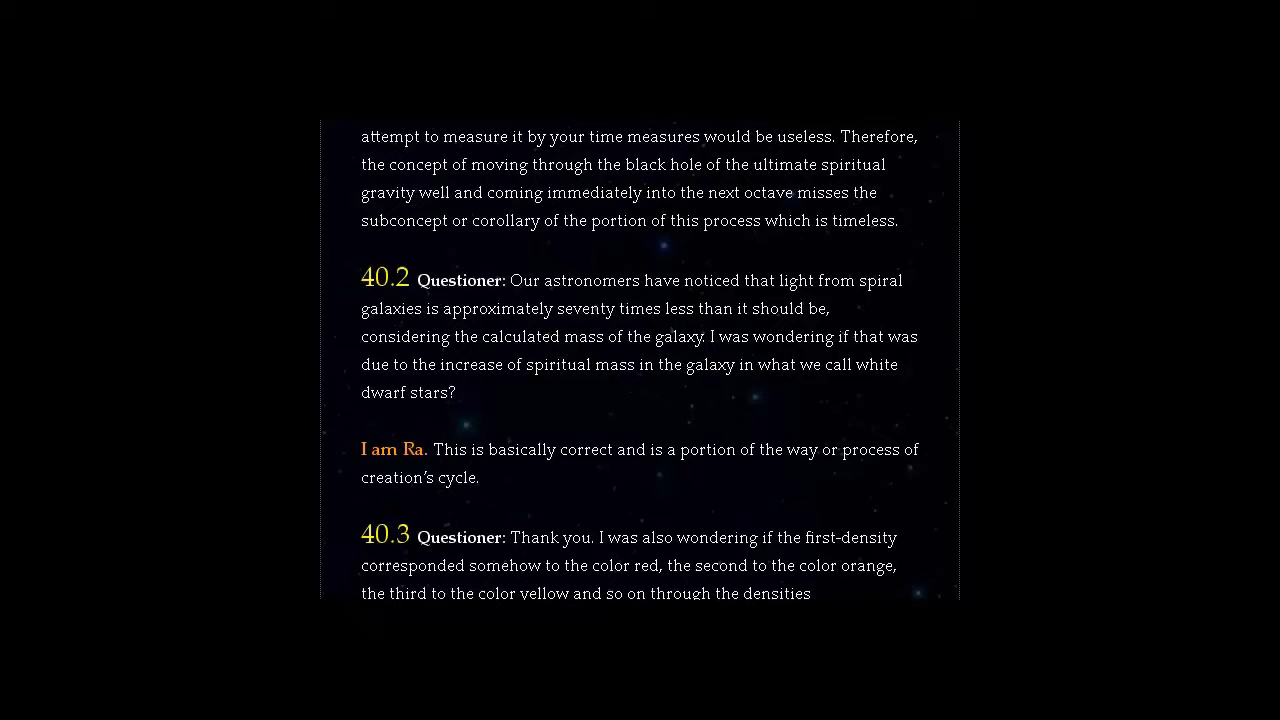 attempt to measure it by your time measures would be useless. Therefore,
the concept of moving through the black hole of the ultimate spiritual
gravity well and coming immediately into the next octave misses the
subconcept or corollary of the portion of this process which is timeless.
40.2 Questioner: Our astronomers have noticed that light from spiral
galaxies is approximately seventy times less than it should be,
considering the calculated mass of the galaxy. I was wondering if that was
due to the increase of spiritual mass in the galaxy in what we call white
dwarf stars?
I am Ra. This is basically correct and is a portion of the way or process of
creation’s cycle.
40.3 Questioner: Thank you. I was also wondering if the first-density
corresponded somehow to the color red, the second to the color orange,
the third to the color yellow and so on through the densities